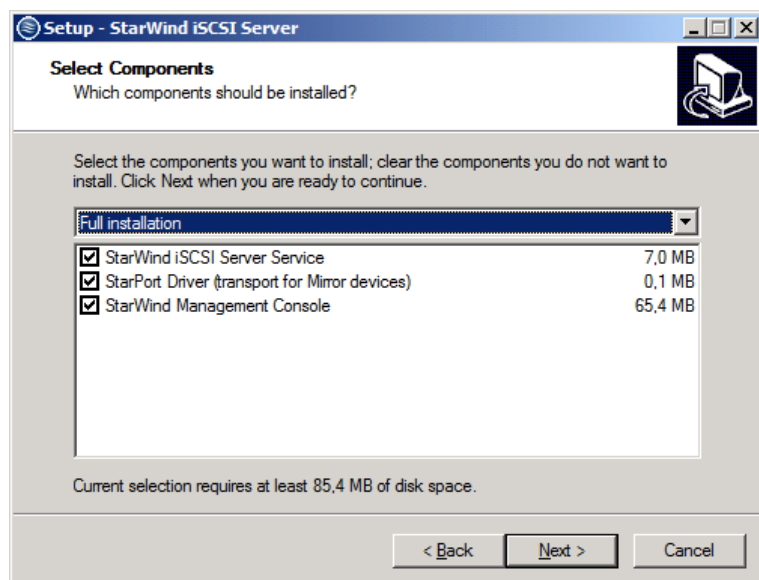 Setup - StarWind iSCSI Server
Select Components
Which components should be installed?
Select the components you want to install; clear the components you do not want to
install. Click Next when you are ready to continue.
Full installation
StarWind iSCSI Server Service 7,0 MB
StarPort Driver (transport for Mirror devices) 0,1 MB
StarWind Management Console 65,4 MB
Current selection requires at least 85,4 MB of disk space.
< Back Next > Cancel